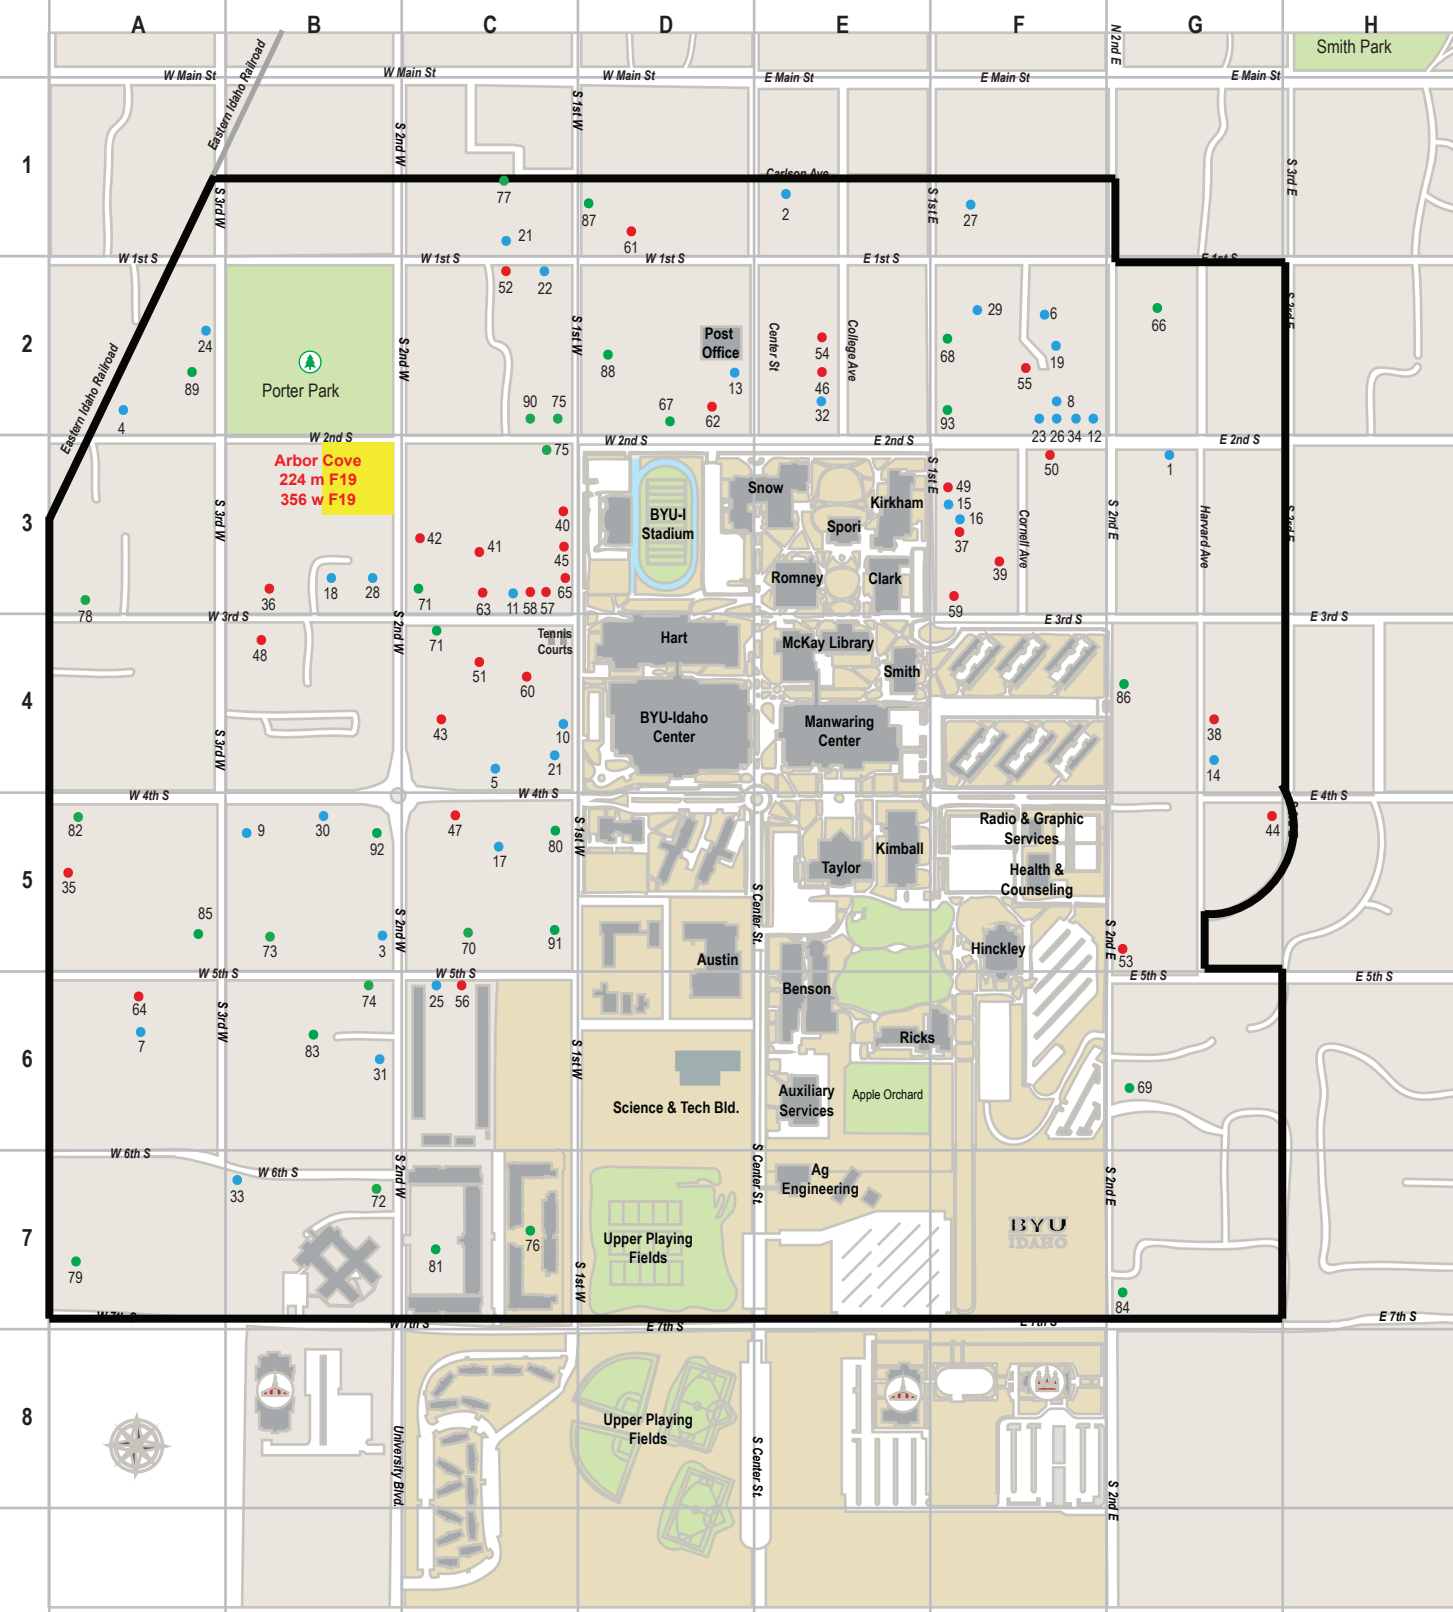 A B C D E F G H
Smith Park
N 2nd E
Eastern Idaho Railroad
W Main St
W Main St
W Main St
E Main St
E Main St
E Main St
1
S 2nd W
S 1st W
S 3rd E
Carlson Ave
S 3rd W
S 1st E
77
87
2
27
21
61
W 1st S
W 1st S
W 1st S
E 1st S
E 1st S
52
22
2
24
89
4
Eastern Idaho Railroad
Porter Park
S 2nd W
S 1st W
88
Post
Office
13
Center St
College Ave
54
46
32
29
6
19
68
55
66
S 3rd E
90
75
67
62
93
8
23 26 34 12
W 2nd S
W 2nd S
E 2nd S
E 2nd S
Arbor Cove
224 m F19
356 w F19
75
3
S 3rd W
42
41
40
45
65
BYU-I
Stadium
Snow
Kirkham
Spori
Romney
Clark
S 1st E
49
15
16
37
39
59
50
1
Cornell Ave
S 2nd E
Harvard Ave
S 3rd E
78
36
18
28
71
63
11
58
57
W 3rd S
E 3rd S
E 3rd S
48
S 2nd W
71
Tennis
Courts
51
60
Hart
McKay Library
Smith
4
S 3rd W
43
10
21
5
BYU-Idaho
Center
Manwaring
Center
86
38
14
W 4th S
W 4th S
E 4th S
82
9
30
92
47
17
80
S 1st W
Kimball
Taylor
Radio & Graphic
Services
Health &
Counseling
44
5
35
85
73
3
S 2nd W
70
91
Austin
S Center St.
Hinckley
S 2nd E
53
W 5th S
W 5th S
E 5th S
E 5th S
64
7
S 3rd W
74
83
31
25
56
Benson
Ricks
6
S 1st W
Science & Tech Bld.
Auxiliary
Services
Apple Orchard
69
W 6th S
W 6th S
33
72
S 2nd W
S Center St.
Ag
Engineering
S 2nd E
7
79
81
76
S 1st W
Upper Playing
Fields
BYU
IDAHO
84
W 7th S
W 7th S
E 7th S
E 7th S
E 7th S
8
University Blvd.
Upper Playing
Fields
S Center St.
S 2nd E